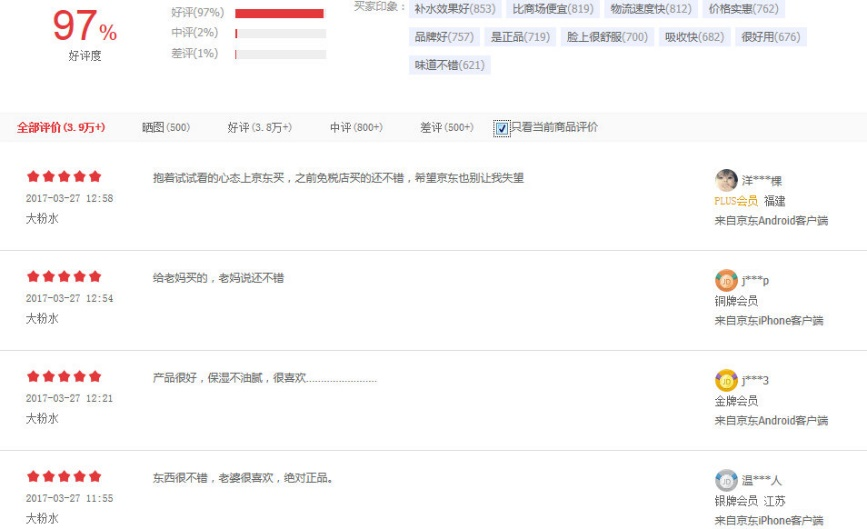 97%
好评度
好评(97%)
中评(2%)
差评(1%)
买家印象：
补水效果好(853) 比商场便宜(819) 物流速度快(812) 价格实惠(762)
品牌好(757) 是正品(719) 脸上很舒服(700) 吸收快(682) 很好用(676)
味道不错(621)
全部评价(3.9万+) 晒图(500) 好评(3.8万+) 中评(800+) 差评(500+) 只看当前商品评价
抱着试试看的心态上京东买，之前免税店买的还不错，希望京东也别让我失望
2017-03-27 12:58
大粉水
洋***棵
PLUS会员 福建
来自京东Android客户端
给老妈买的，老妈说还不错
2017-03-27 12:54
大粉水
j***p
铜牌会员
来自京东iPhone客户端
产品很好，保湿不油腻，很喜欢........................
2017-03-27 12:21
大粉水
j***3
金牌会员
来自京东Android客户端
东西很不错，老婆很喜欢，绝对正品。
2017-03-27 11:55
大粉水
温***人
银牌会员 江苏
来自京东iPhone客户端